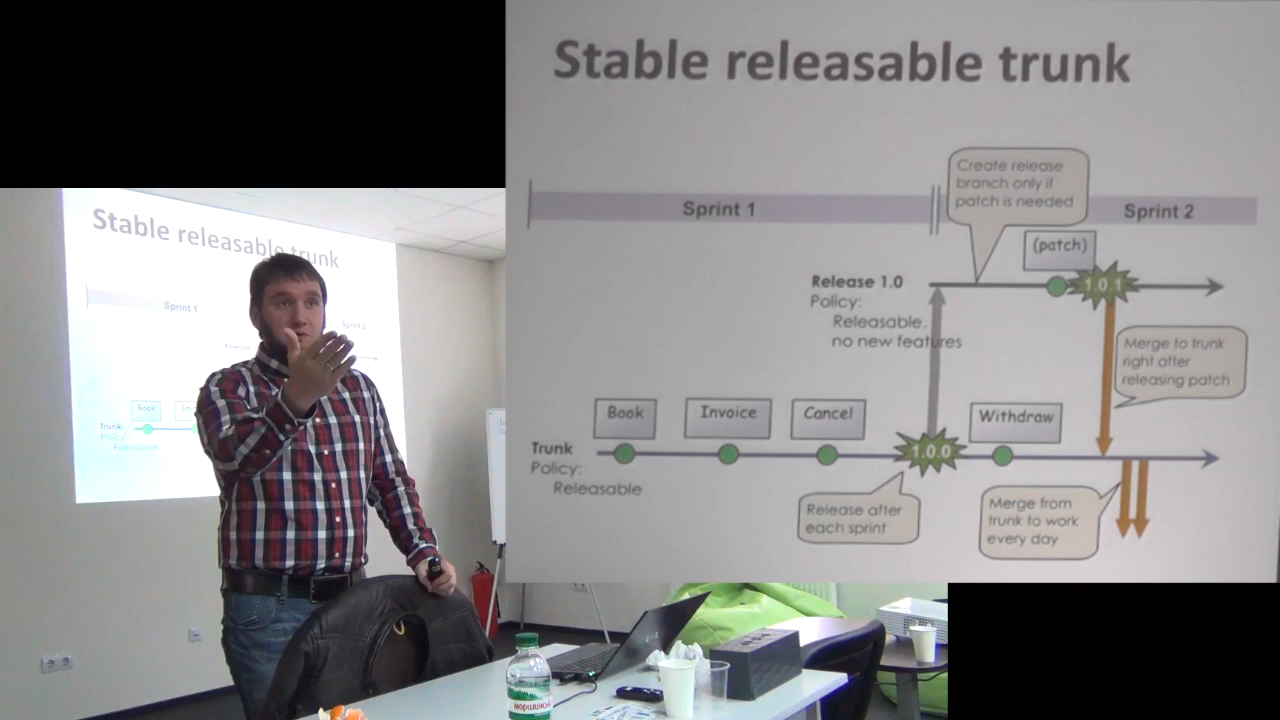 Stable releasable trunk
Create release
branch only if
patch is needed
Sprint 1
Sprint 2
(patch)
Release 1.0
Policy:
Releasable,
no new features
1.0.1
Merge to trunk
right after
releasing patch
Book
Invoice
Cancel
Withdraw
Trunk
Policy:
Releasable
1.0.0
Release after
each sprint
Merge from
trunk to work
every day
Stable releasable trunk
Sprint 1
Sprint 2
Release
Book
Trunk
Policy:
Releasable
моршинська